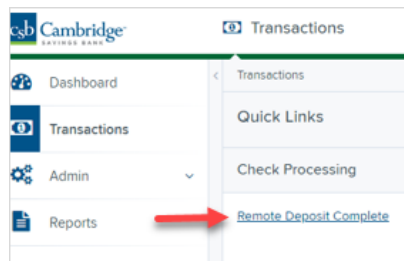 csb Cambridge
SAVINGS BANK
Transactions
Dashboard
Transactions
Admin
Reports
Transactions
Quick Links
Check Processing
Remote Deposit Complete